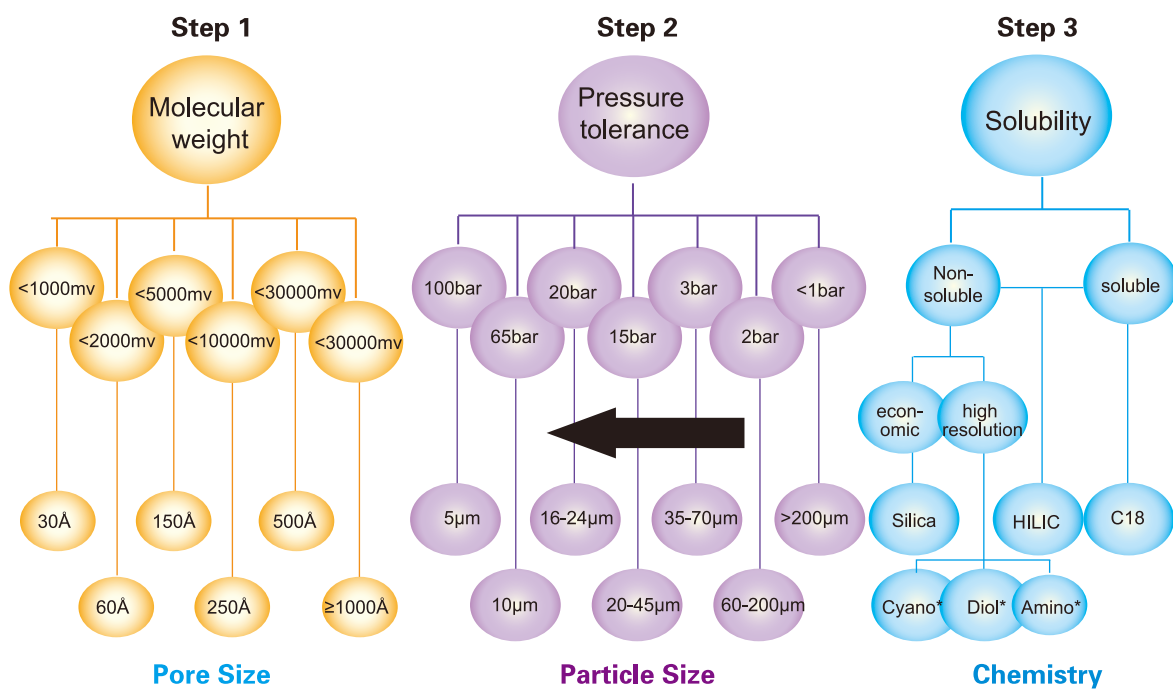 Step 1
Step 2
Step 3
Molecular
weight
Pressure
tolerance
Solubility
<1000mv
<2000mv
<5000mv
<10000mv
<30000mv
<30000mv
100bar
65bar
20bar
15bar
3bar
2bar
<1bar
Non-
soluble
soluble
econ-
omic
high
resolution
30Å
60Å
150Å
250Å
500Å
≥1000Å
5µm
10µm
16-24µm
20-45µm
35-70µm
60-200µm
>200µm
Silica
HILIC
C18
Cyano*
Diol*
Amino*
Pore Size
Particle Size
Chemistry